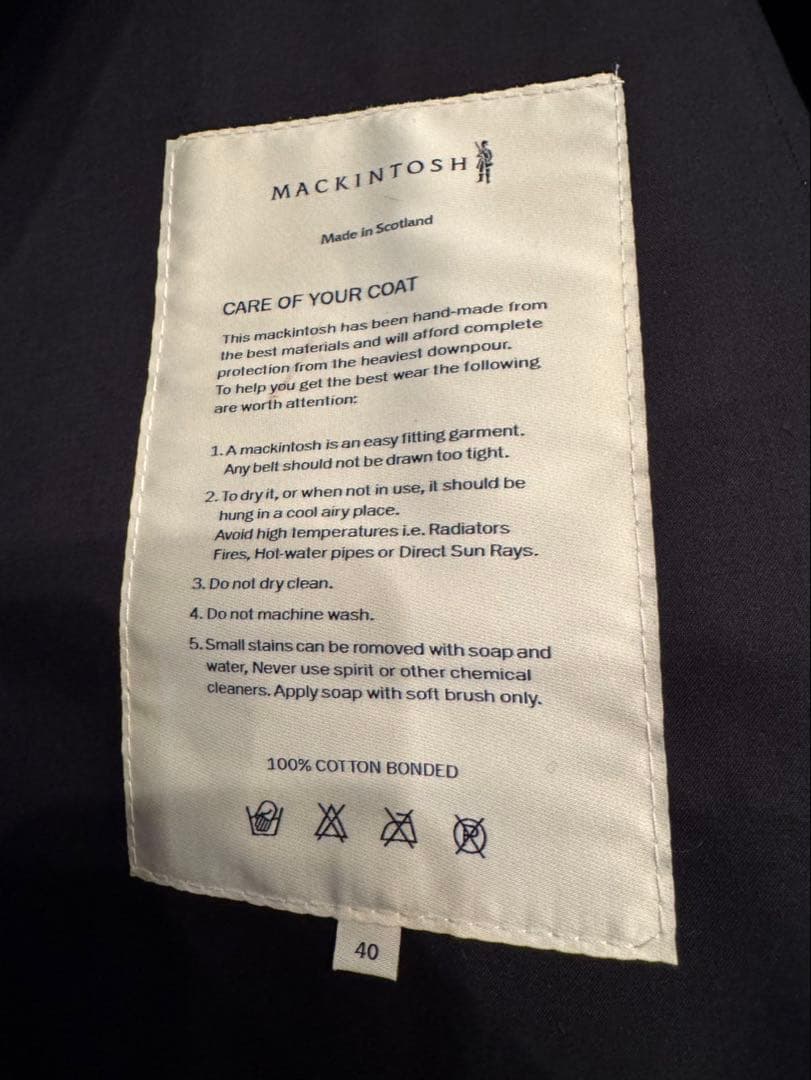 MACKINTOSH
Made in Scotland
CARE OF YOUR COAT
This mackintosh has been hand-made from
the best materials and will afford complete
protection from the heaviest downpour.
To help you get the best wear the following
are worth attention:
1. A mackintosh is an easy fitting garment.
Any belt should not be drawn too tight.
2. To dry it, or when not in use, it should be
hung in a cool airy place.
Avoid high temperatures i.e. Radiators
Fires, Hot-water pipes or Direct Sun Rays.
3. Do not dry clean.
4. Do not machine wash.
5. Small stains can be romoved with soap and
water, Never use spirit or other chemical
cleaners. Apply soap with soft brush only.
100% COTTON BONDED
P
40